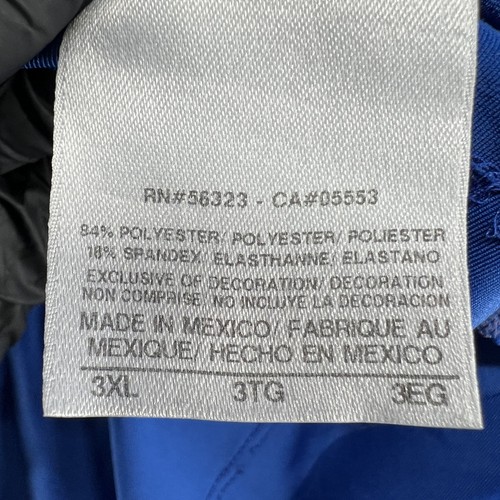 RN#56323 - CA#05553
84% POLYESTER/ POLYESTER/ POLIESTER
16% SPANDEX/ ELASTHANNE/ ELASTANO
EXCLUSIVE OF DECORATION/ DECORATION
NON COMPRISE/ NO INCLUYE LA DECORACION
MADE IN MEXICO/ FABRIQUE AU
MEXIQUE/ HECHO EN MEXICO
3XL 3TG 3EG